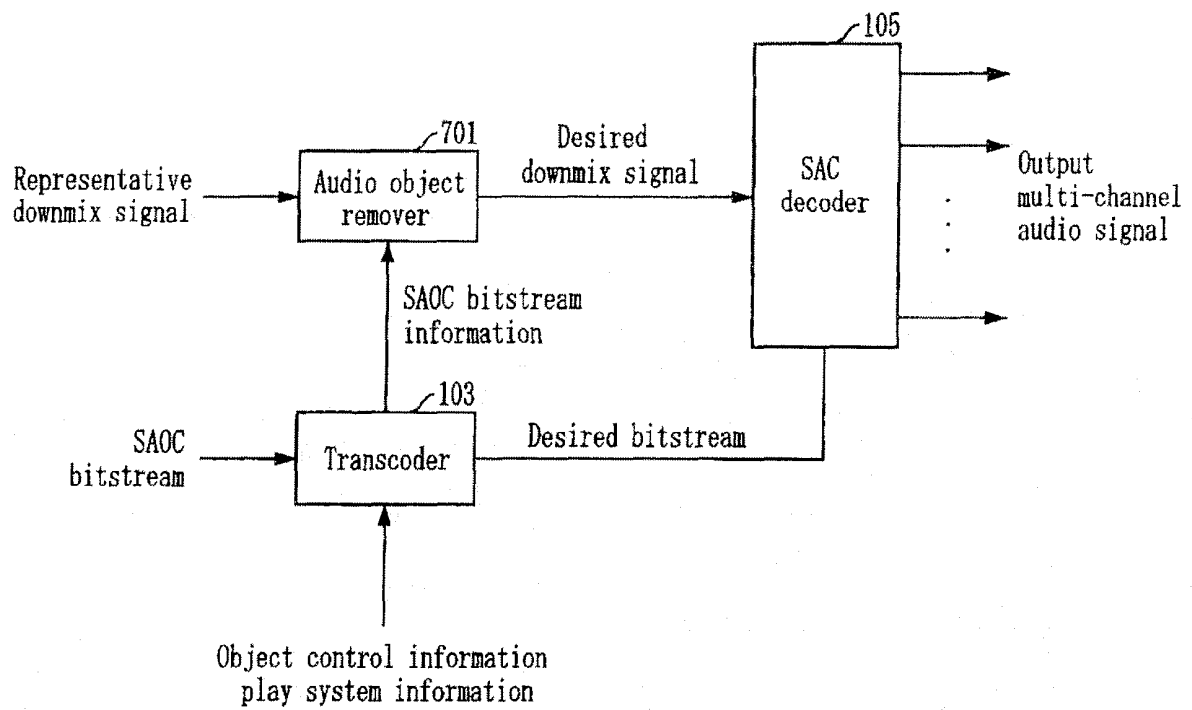 105
701
Desired
downmix signal
Representative
downmix signal
Audio object
remover
SAC
decoder
Output
multi-channel
audio signal
SAOC bitstream
information
103
SAOC
bitstream
Transcoder
Desired bitstream
Object control information
play system information